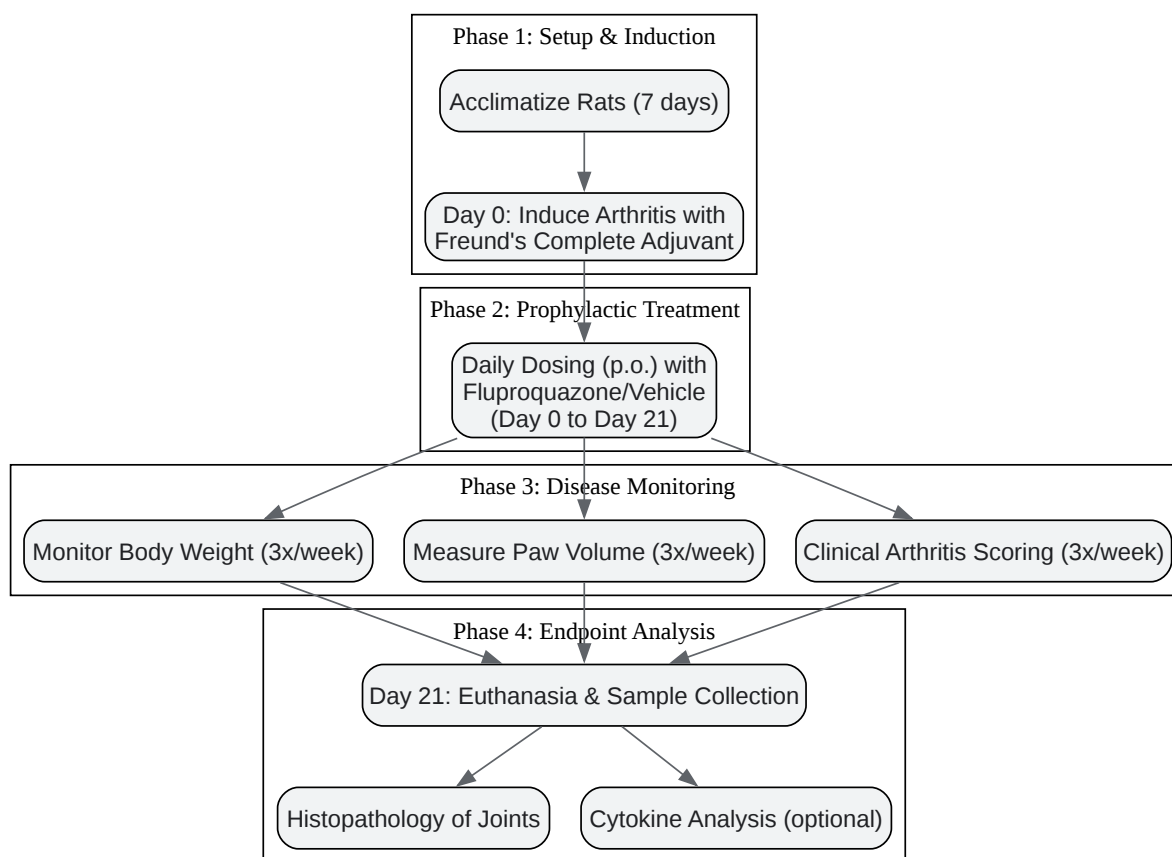 Phase 1: Setup & Induction
Acclimatize Rats (7 days)
Day 0: Induce Arthritis with
Freund's Complete Adjuvant
Phase 2: Prophylactic Treatment
Daily Dosing (p.o.) with
Fluproquazone/Vehicle
(Day 0 to Day 21)
Phase 3: Disease Monitoring
Monitor Body Weight (3x/week)
Measure Paw Volume (3x/week)
Clinical Arthritis Scoring (3x/week)
Phase 4: Endpoint Analysis
Day 21: Euthanasia & Sample Collection
Histopathology of Joints
Cytokine Analysis (optional)